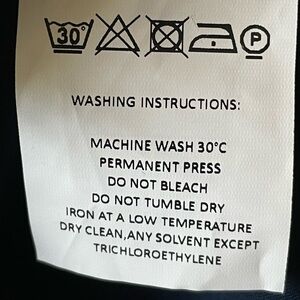 30°
P
WASHING INSTRUCTIONS:
MACHINE WASH 30°C
PERMANENT PRESS
DO NOT BLEACH
DO NOT TUMBLE DRY
IRON AT A LOW TEMPERATURE
DRY CLEAN,ANY SOLVENT EXCEPT
TRICHLOROETHYLENE